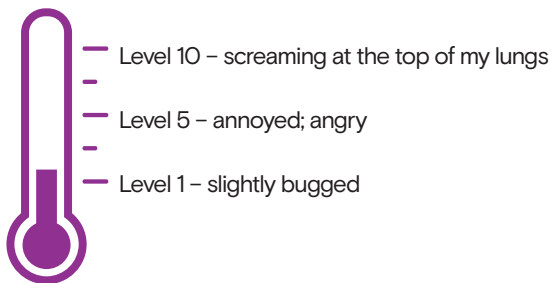 Level 10 – screaming at the top of my lungs
Level 5 – annoyed; angry
Level 1 – slightly bugged